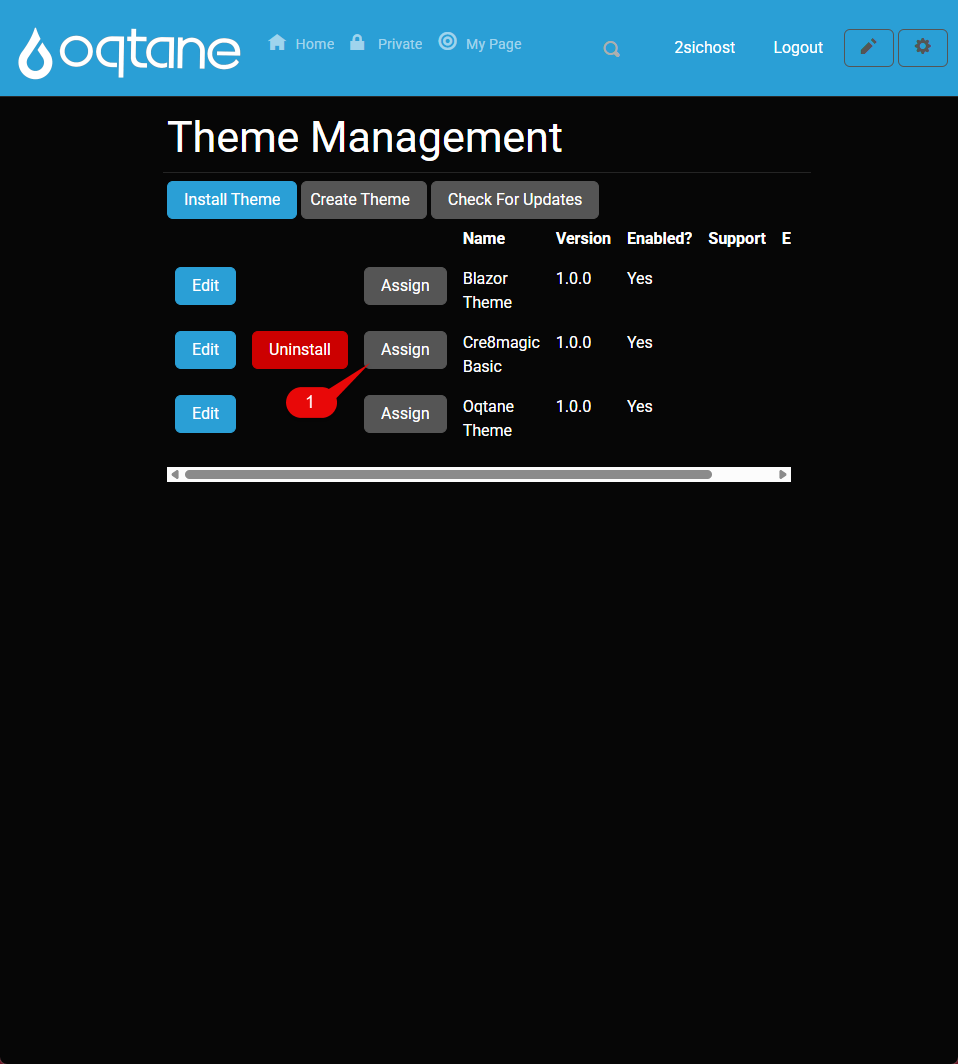 oqtane Home Private My Page 2sichost Logout
Theme Management
Install Theme Create Theme Check For Updates
Name Version Enabled? Support E
Edit Assign Blazor 1.0.0 Yes
Theme
Edit Uninstall Assign Cre8magic 1.0.0 Yes
Basic
1
Edit Assign Oqtane 1.0.0 Yes
Theme